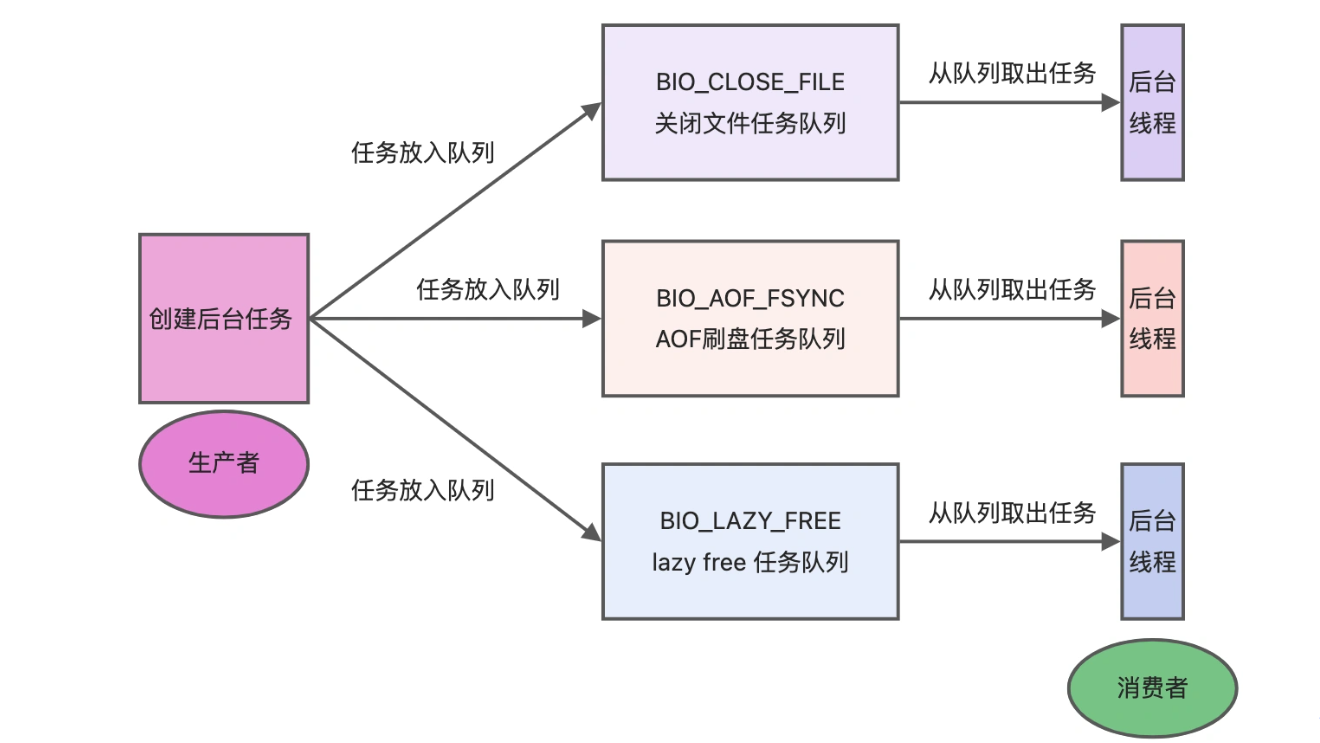 创建后台任务
生产者
任务放入队列
BIO_CLOSE_FILE
关闭文件任务队列
从队列取出任务
后台
线程
任务放入队列
BIO_AOF_FSYNC
AOF刷盘任务队列
从队列取出任务
后台
线程
任务放入队列
BIO_LAZY_FREE
lazy free 任务队列
从队列取出任务
后台
线程
消费者